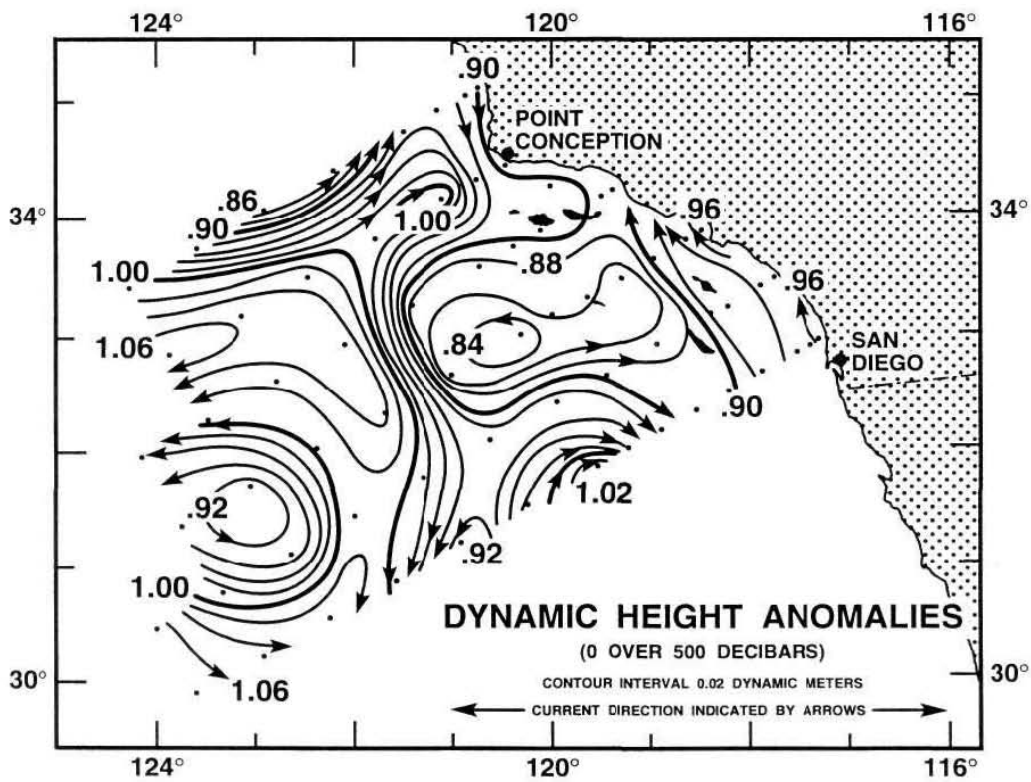 124° 120° 116°
.90
POINT
CONCEPTION
.86
34° .90 1.00 .96 34°
1.00 .88 .96
1.06 .84 SAN
DIEGO
.90
.92 1.02
.92
1.00
DYNAMIC HEIGHT ANOMALIES
(0 OVER 500 DECIBARS)
30° 1.06 CONTOUR INTERVAL 0.02 DYNAMIC METERS 30°
CURRENT DIRECTION INDICATED BY ARROWS
124° 120° 116°